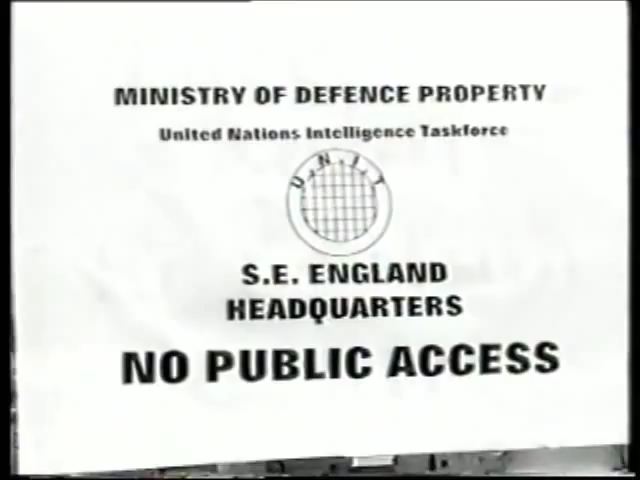 MINISTRY OF DEFENCE PROPERTY
United Nations Intelligence Taskforce
U.N.I.T
S.E. ENGLAND
HEADQUARTERS
NO PUBLIC ACCESS